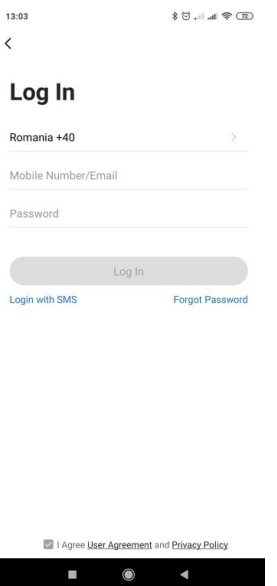 13:03
72
Log In
Romania +40
Mobile Number/Email
Password
Log In
Login with SMS Forgot Password
I Agree User Agreement and Privacy Policy